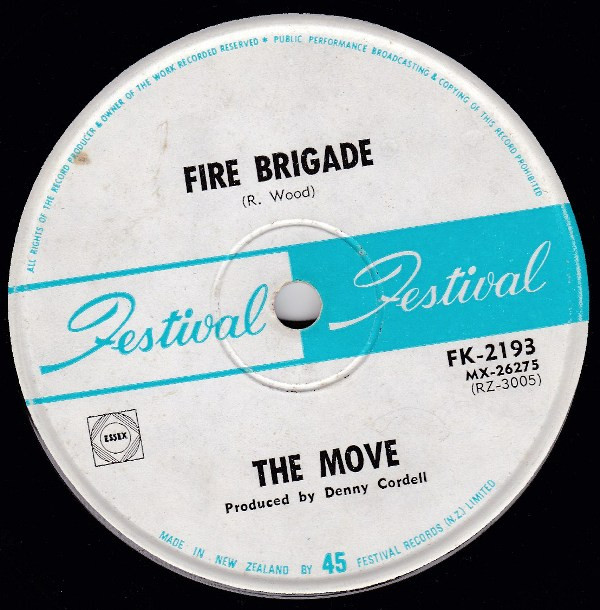 ALL RIGHTS OF THE RECORD PRODUCER & OWNER OF THE WORK RECORDED RESERVED • PUBLIC PERFORMANCE BROADCASTING & COPYING OF THIS RECORD PROHIBITED
FIRE BRIGADE
(R. Wood)
Festival Festival
FK-2193
MX-26275
(RZ-3005)
ESSEX
THE MOVE
Produced by Denny Cordell
MADE IN NEW ZEALAND BY 45 FESTIVAL RECORDS (N.Z.) LIMITED